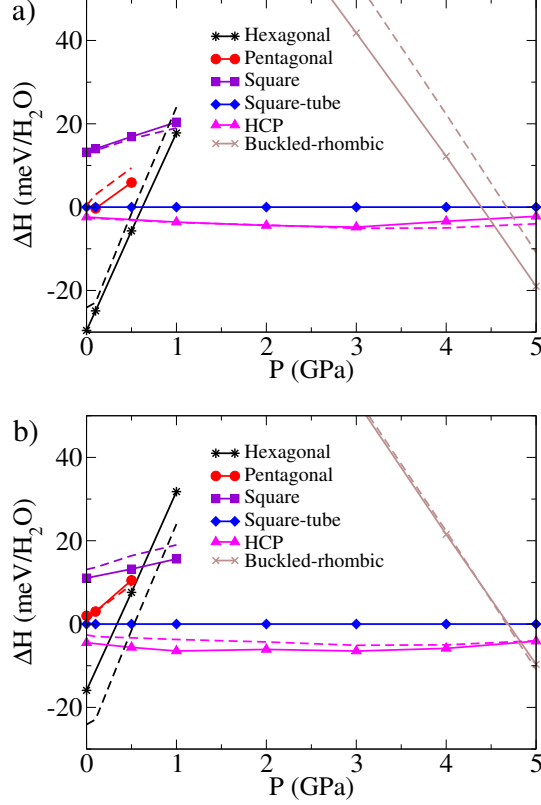 a)
40
20
0
-20
ΔH (meV/H₂O)
Hexagonal
Pentagonal
Square
Square-tube
HCP
Buckled-rhombic
0
1
2
3
4
5
P (GPa)
b)
40
20
0
-20
ΔH (meV/H₂O)
Hexagonal
Pentagonal
Square
Square-tube
HCP
Buckled-rhombic
0
1
2
3
4
5
P (GPa)